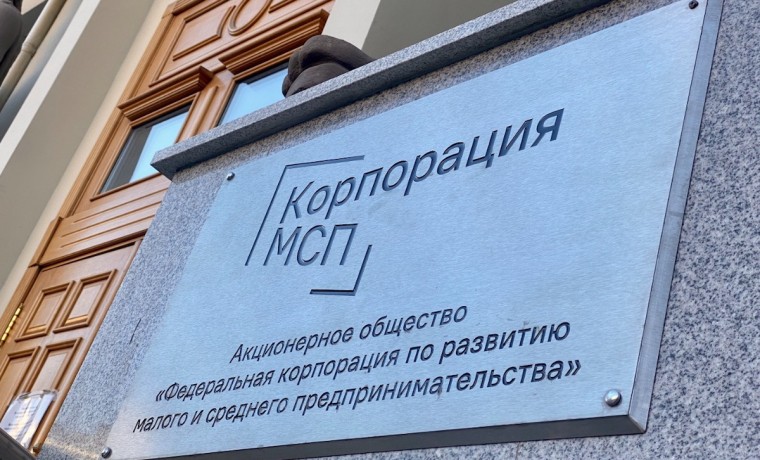 Корпорация
МСП
Акционерное общество
«Федеральная корпорация по развитию
малого и среднего предпринимательства»